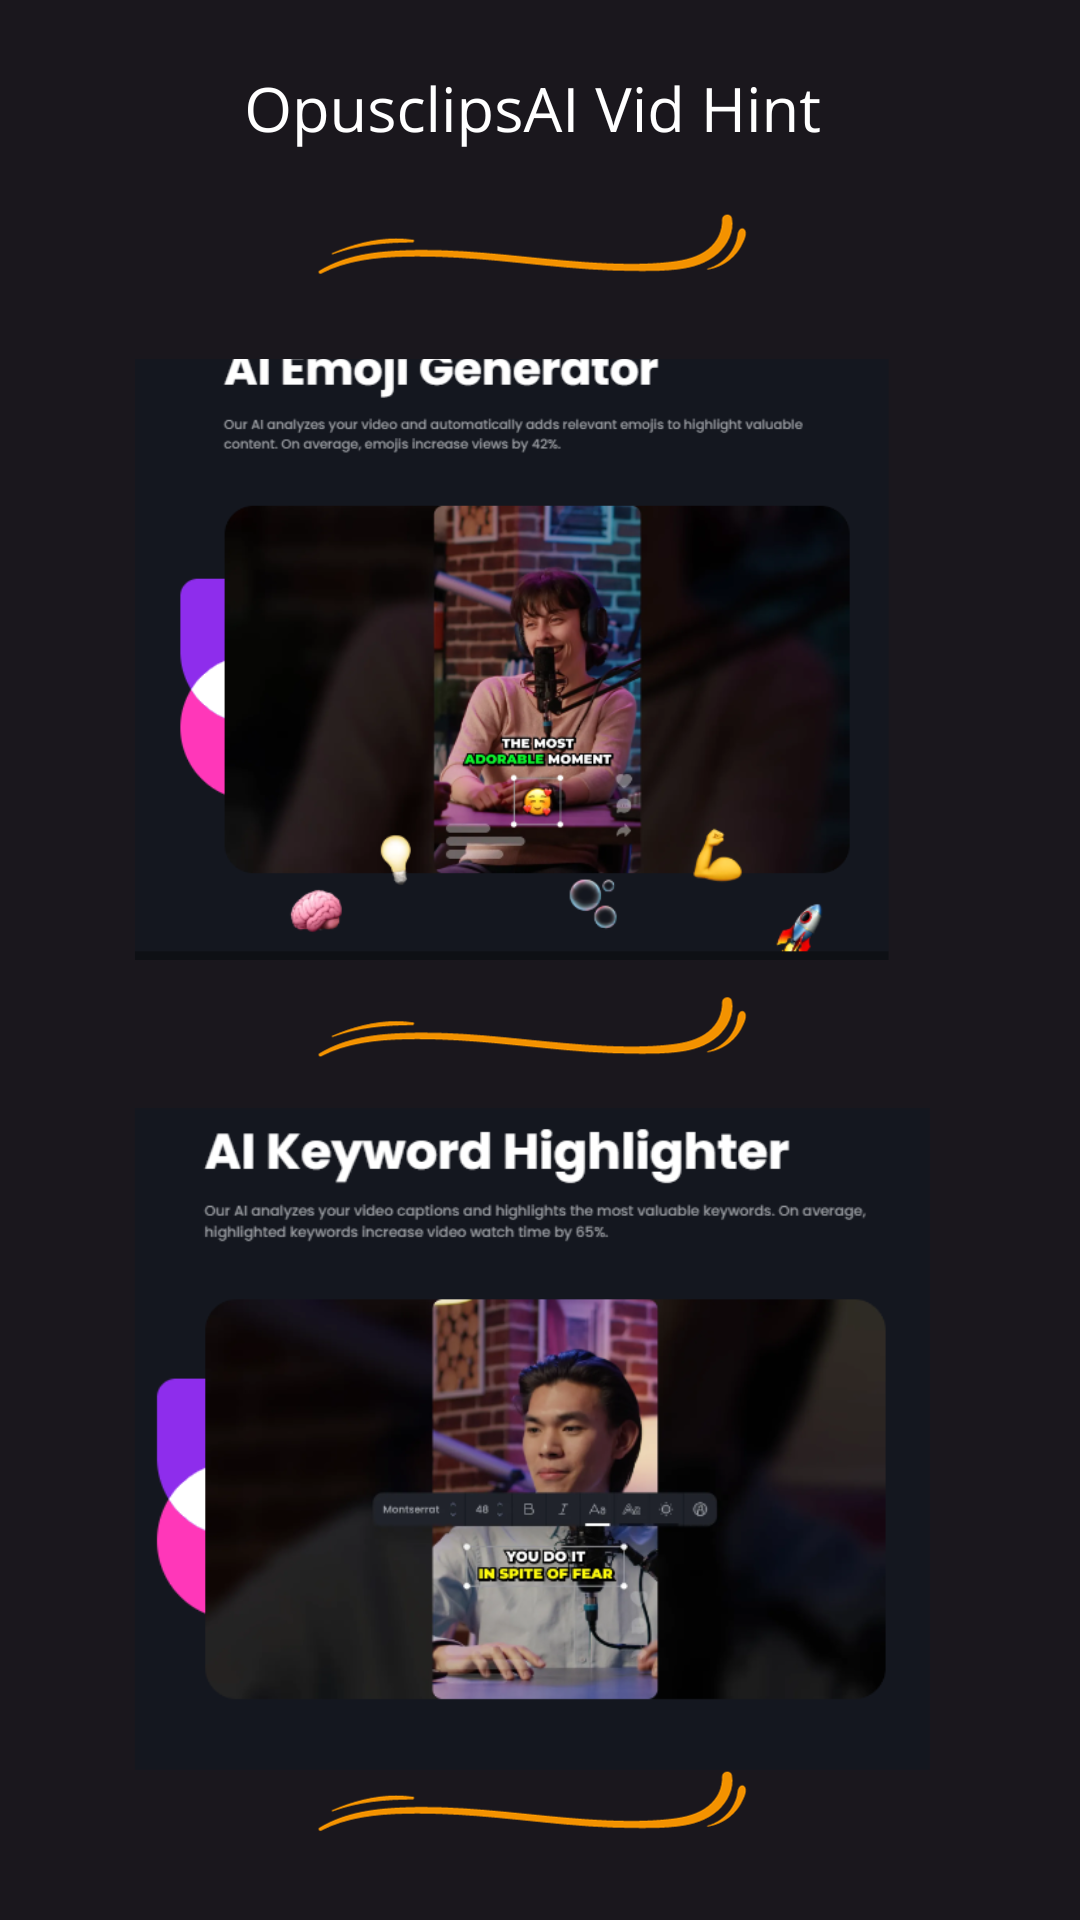 OpusclipsAI Vid Hint
AI Emoji Generator
Our AI analyzes your video and automatically adds relevant emojis to highlight valuable
content. On average, emojis increase views by 42%.
THE MOST
ADORABLE MOMENT
AI Keyword Highlighter
Our AI analyzes your video captions and highlights the most valuable keywords. On average,
highlighted keywords increase video watch time by 65%.
Montserrat 48 B I Aa Aa
YOU DO IT
IN SPITE OF FEAR